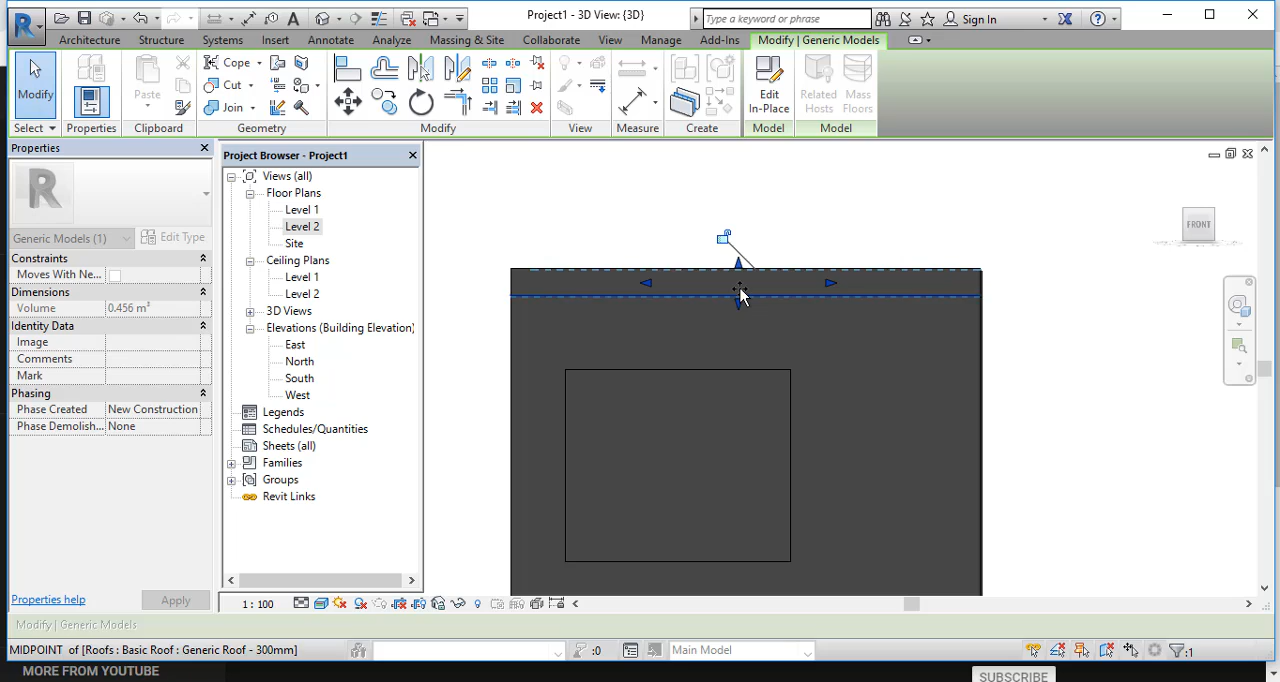 Project1 - 3D View: {3D}
Type a keyword or phrase
Sign In
Architecture Structure Systems Insert Annotate Analyze Massing & Site Collaborate View Manage Add-Ins Modify | Generic Models
Modify
Paste
Cope
Cut
Join
Edit In-Place
Related Hosts
Mass Floors
Select Properties Clipboard Geometry Modify View Measure Create Model Model
Properties
Generic Models (1)
Edit Type
Constraints
Moves With Ne...
Dimensions
Volume 0.456 m³
Identity Data
Image
Comments
Mark
Phasing
Phase Created New Construction
Phase Demolish... None
Properties help
Apply
Project Browser - Project1
Views (all)
Floor Plans
Level 1
Level 2
Site
Ceiling Plans
Level 1
Level 2
3D Views
Elevations (Building Elevation)
East
North
South
West
Legends
Schedules/Quantities
Sheets (all)
Families
Groups
Revit Links
FRONT
1 : 100
Modify | Generic Models
MIDPOINT of [Roofs : Basic Roof : Generic Roof - 300mm]
:0
Main Model
:1
MORE FROM YOUTUBE
SUBSCRIBE